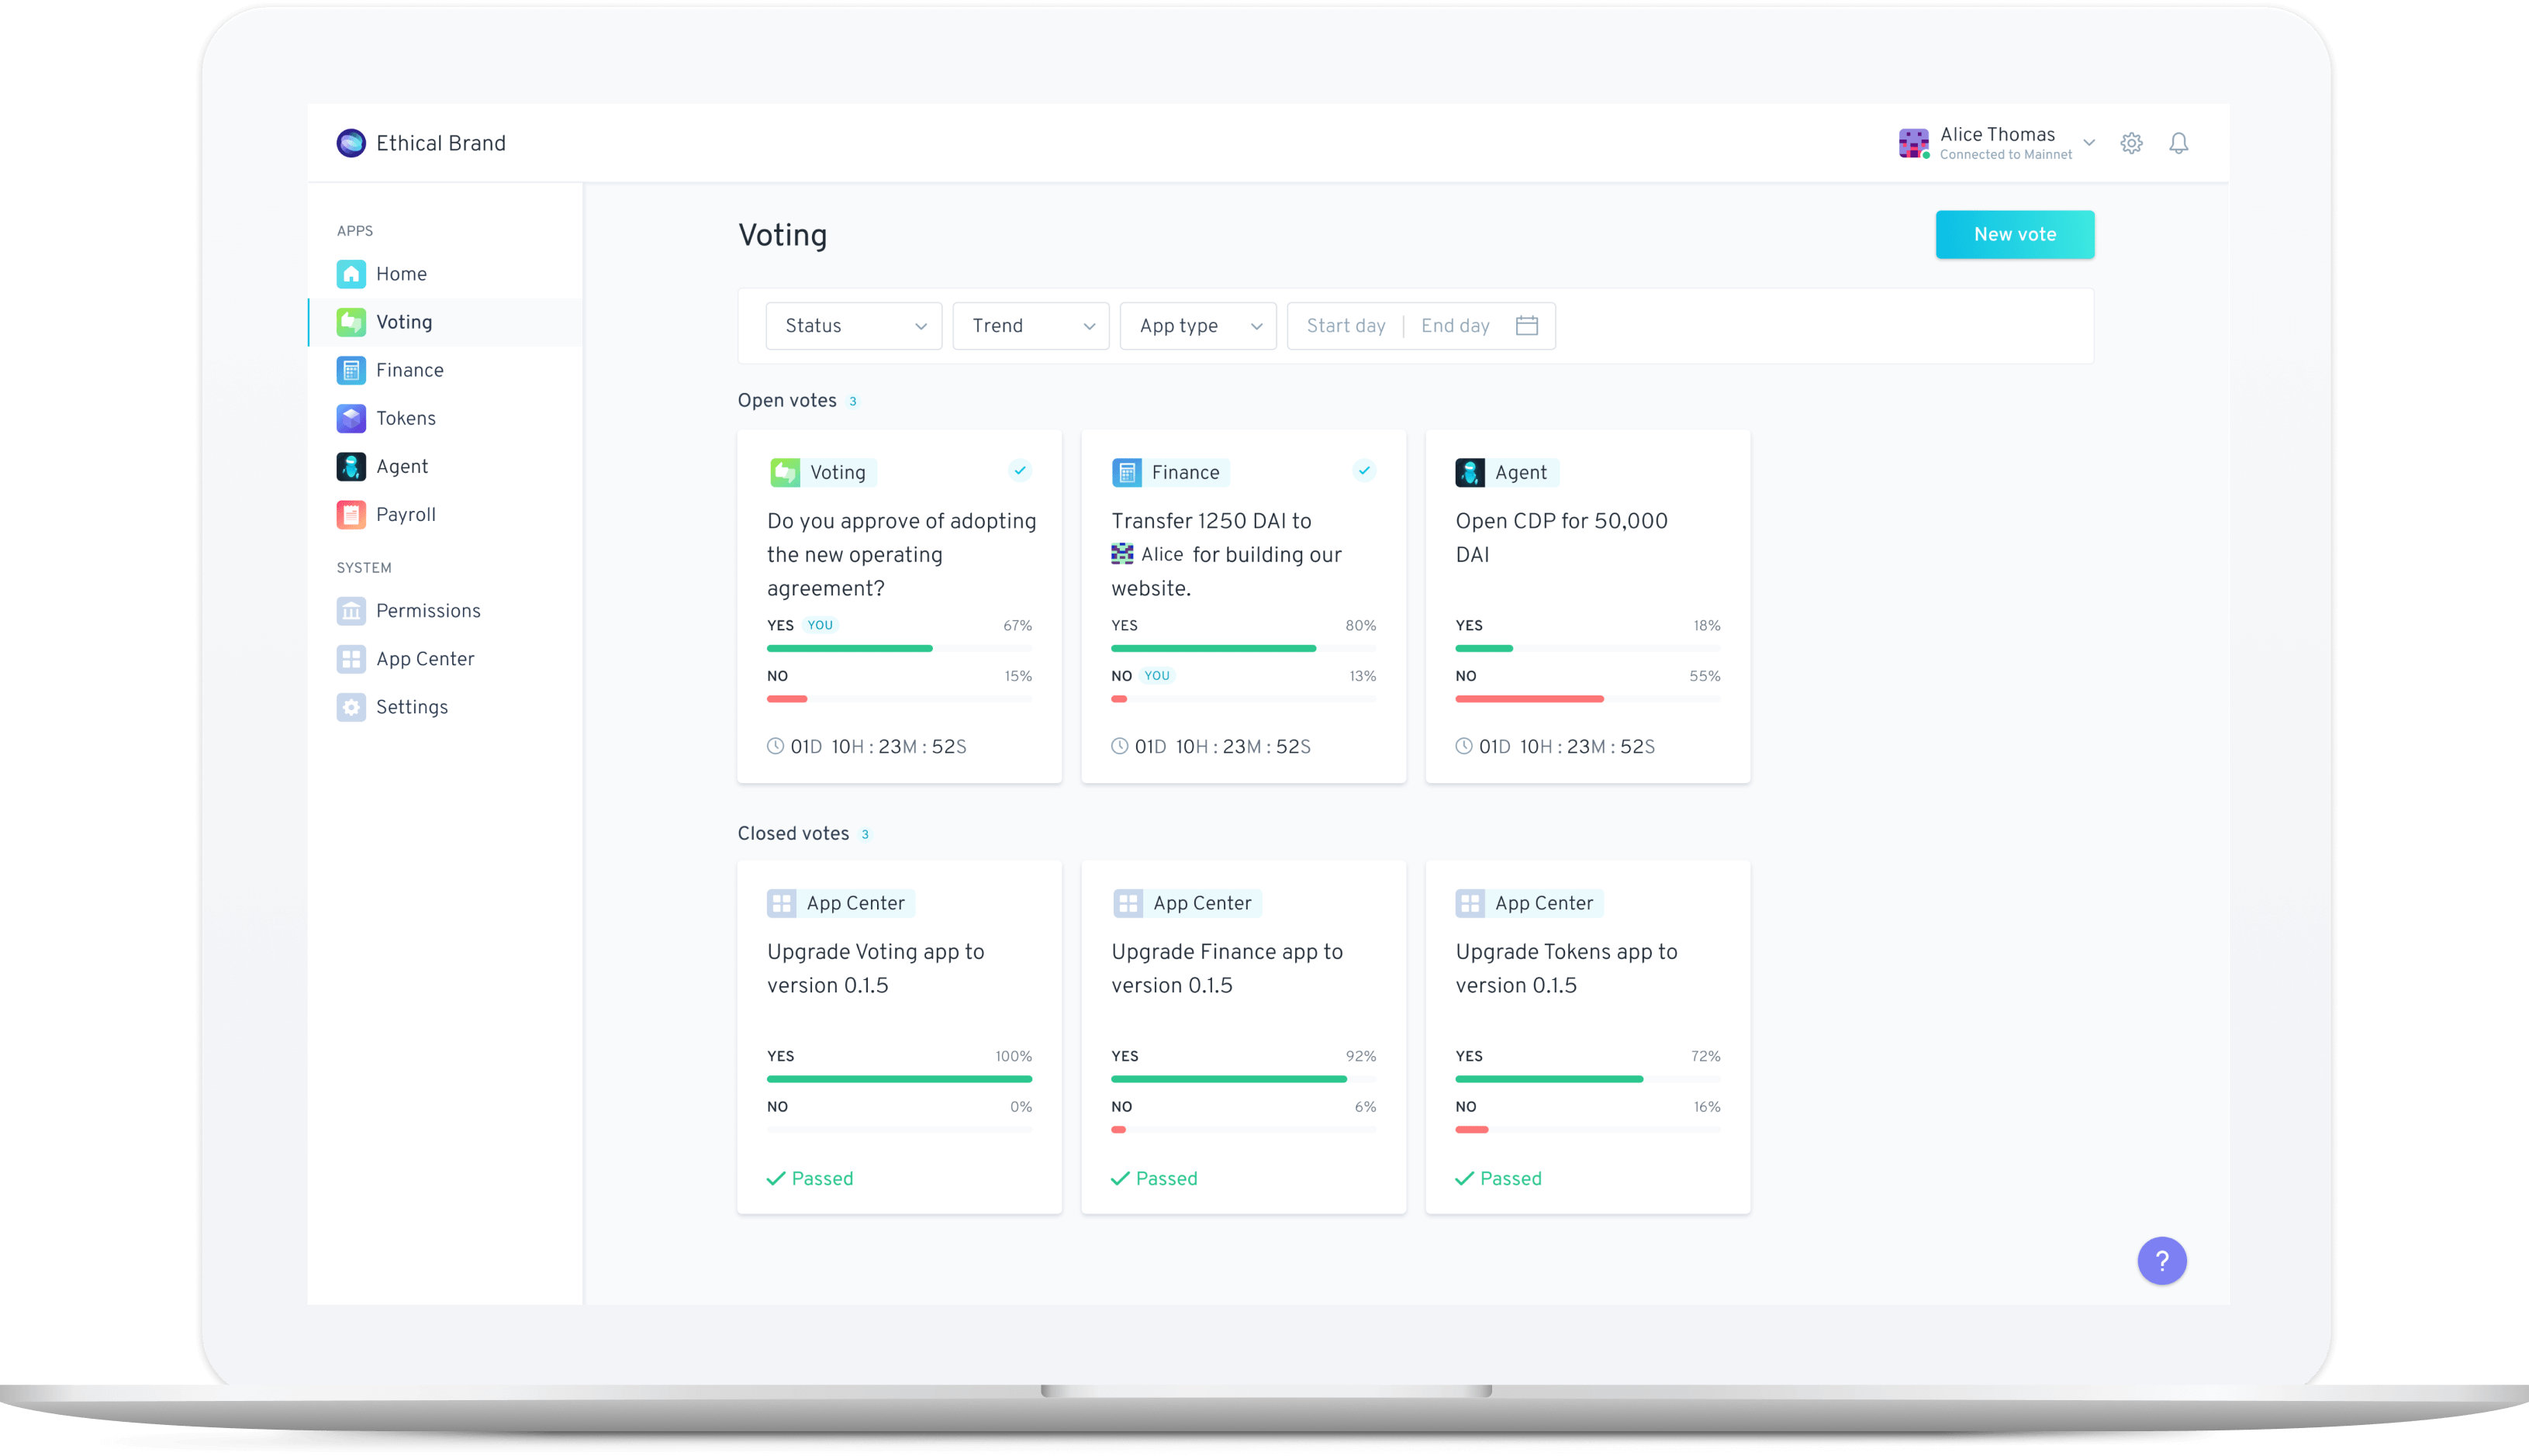 Ethical Brand
Alice Thomas
Connected to Mainnet
APPS
Home
Voting
Finance
Tokens
Agent
Payroll
SYSTEM
Permissions
App Center
Settings
Voting
New vote
Status
Trend
App type
Start day | End day
Open votes 3
Voting
Do you approve of adopting
the new operating
agreement?
YES YOU 67%
NO 15%
01D 10H : 23M : 52S
Finance
Transfer 1250 DAI to
Alice for building our
website.
YES 80%
NO YOU 13%
01D 10H : 23M : 52S
Agent
Open CDP for 50,000
DAI
YES 18%
NO 55%
01D 10H : 23M : 52S
Closed votes 3
App Center
Upgrade Voting app to
version 0.1.5
YES 100%
NO 0%
Passed
App Center
Upgrade Finance app to
version 0.1.5
YES 92%
NO 6%
Passed
App Center
Upgrade Tokens app to
version 0.1.5
YES 72%
NO 16%
Passed
?